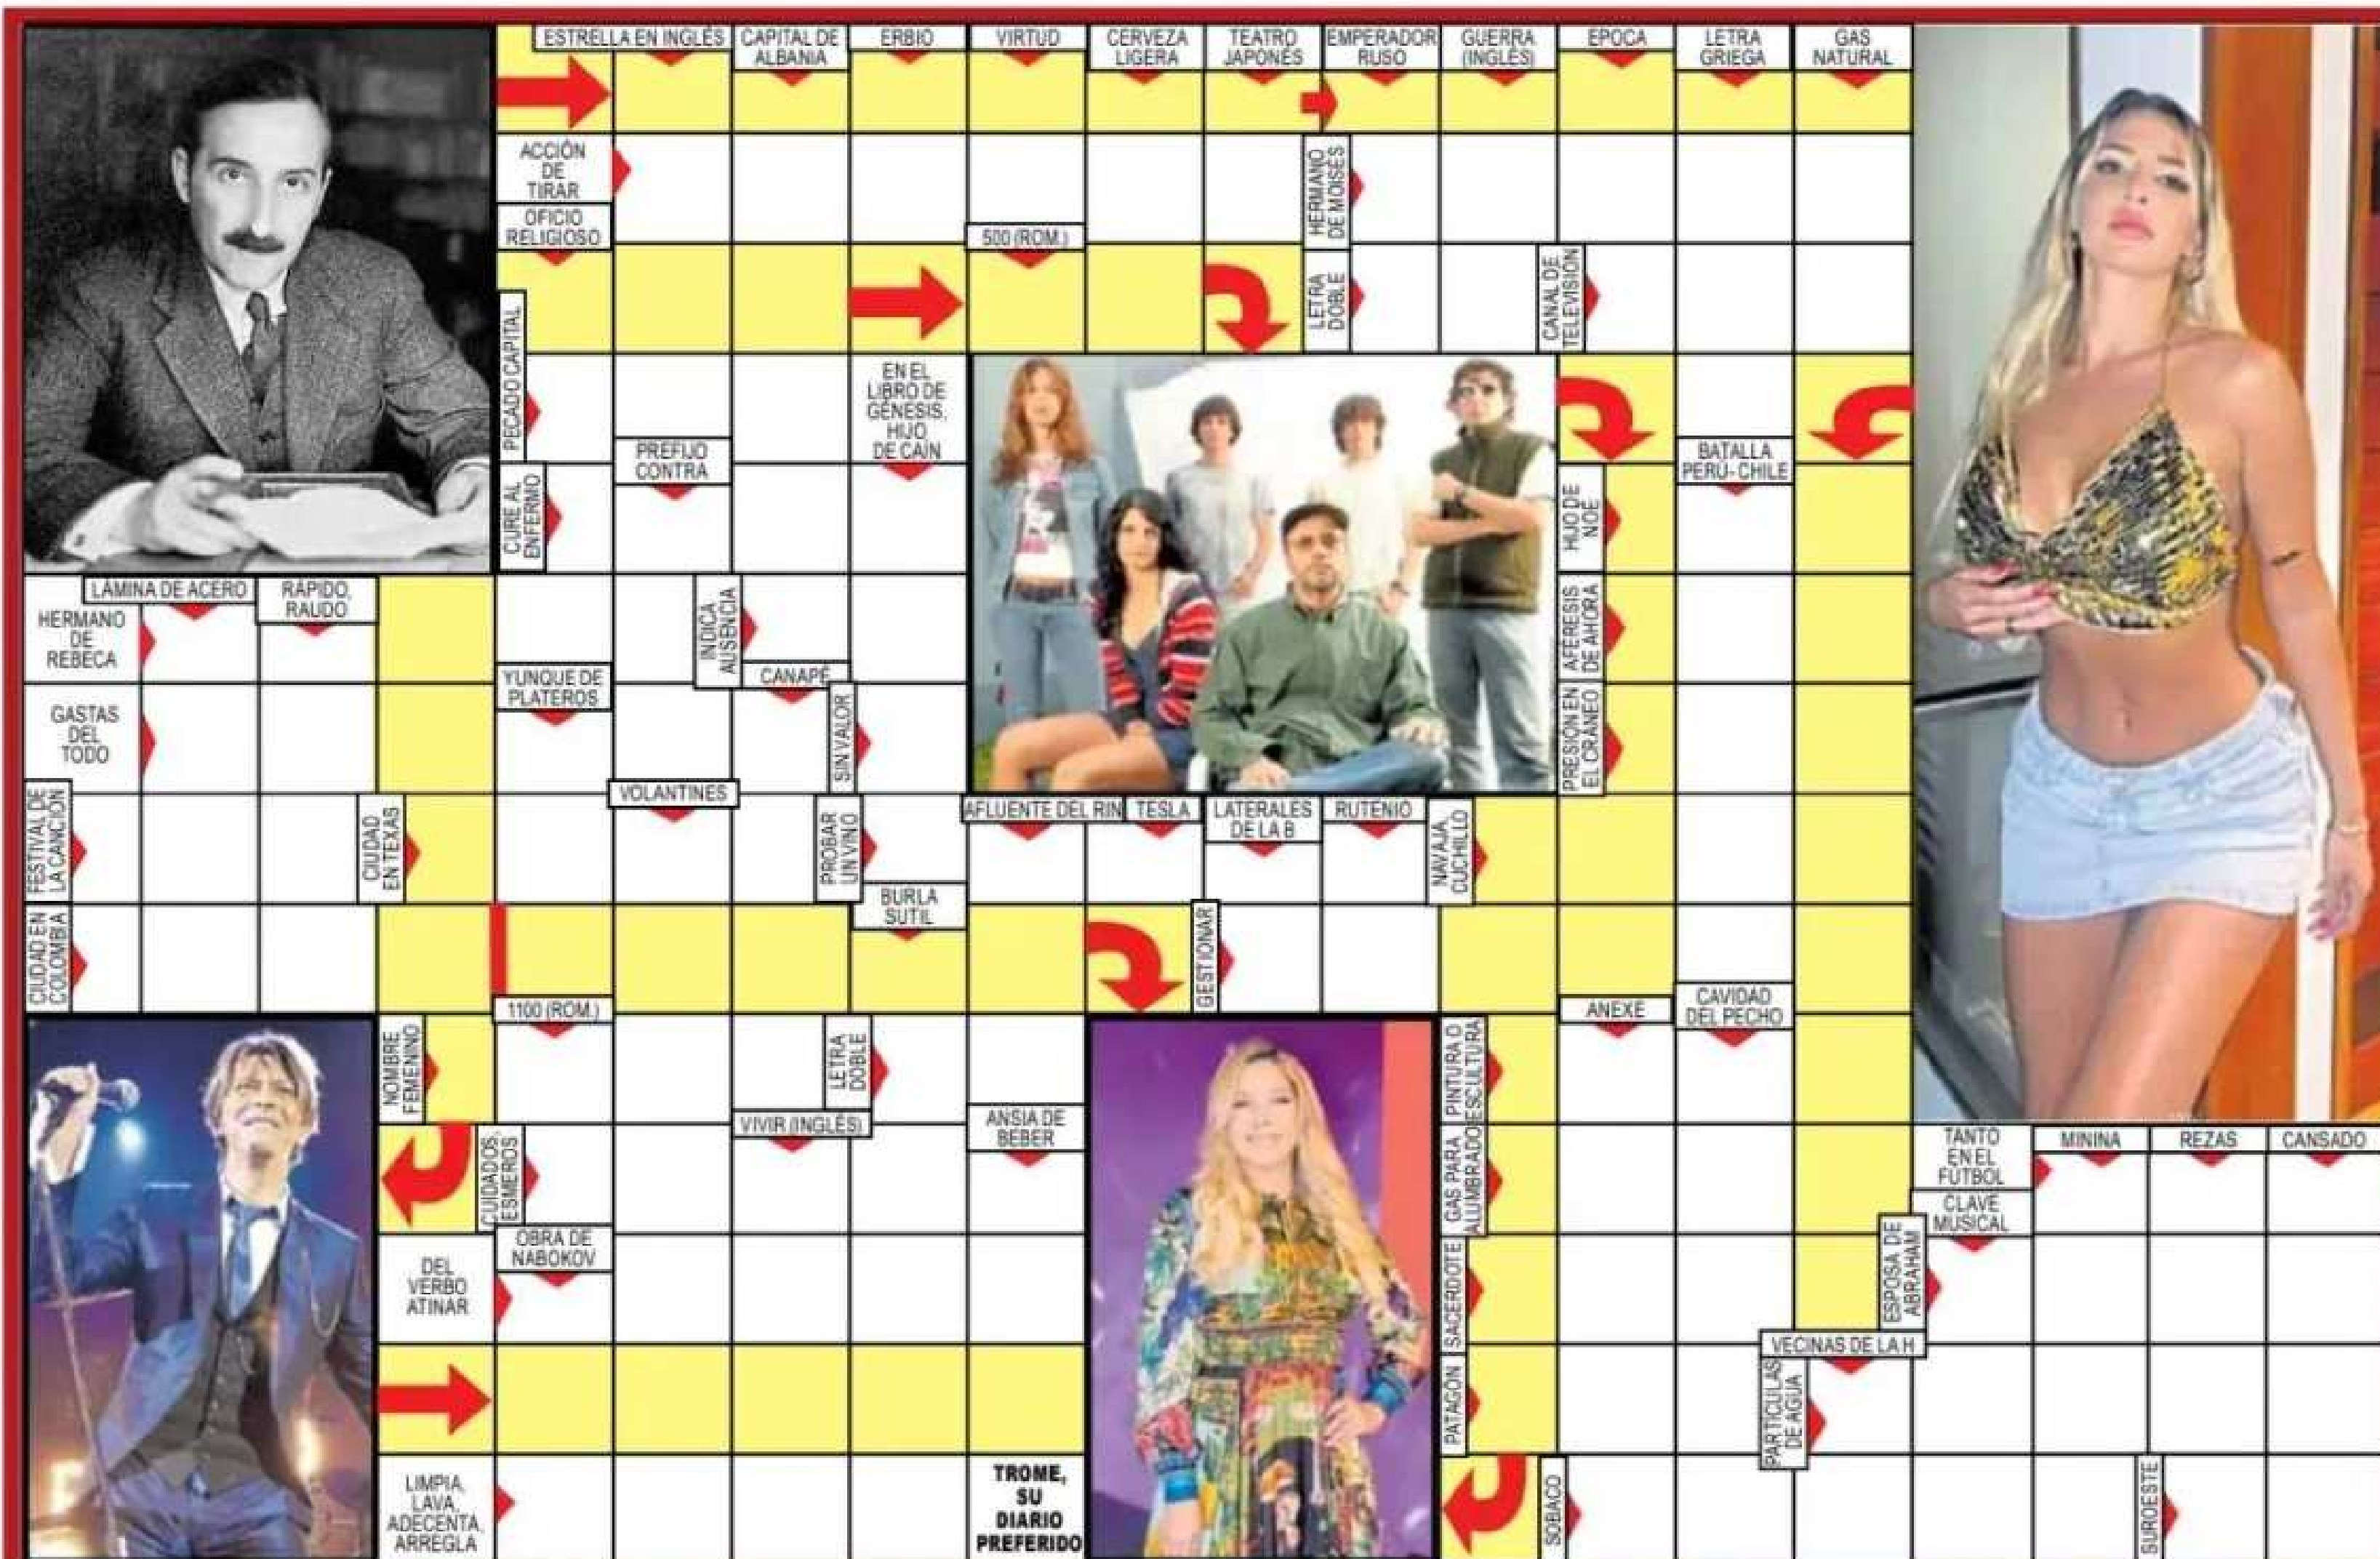 ESTRELLA EN INGLÉS
CAPITAL DE
ALBANIA
ERBIO
VIRTUD
CERVEZA
LIGERA
TEATRO
JAPONÉS
EMPERADOR
RUSO
GUERRA
(INGLÉS)
EPOCA
LETRA
GRIEGA
GAS
NATURAL
ACCIÓN
DE
TIRAR
OFICIO
RELIGIOSO
500 (ROM.)
HERMANO
DE MOISÉS
PECADO CAPITAL
LETRA
DOBLE
CANAL DE
TELEVISIÓN
EN EL
LIBRO DE
GÉNESIS,
HIJO
DE CAÍN
PREFIJO
CONTRA
BATALLA
PERÚ-CHILE
CURE AL
ENFERMO
HIJO DE
NOÉ
LÁMINA DE ACERO
RÁPIDO,
RAUDO
HERMANO
DE
REBECA
INDICA
AUSENCIA
AFÉRESIS
DE AHORA
YUNQUE DE
PLATEROS
CANAPÉ
GASTAS
DEL
TODO
SIN VALOR
PRESIÓN EN
EL CRÁNEO
VOLANTINES
FESTIVAL DE
LA CANCIÓN
CIUDAD
EN TEXAS
PROBAR
UN VINO
AFLUENTE DEL RIN
TESLA
LATERALES
DE LA B
RUTENIO
NAVAJA,
CUCHILLO
BURLA
SUTIL
CIUDAD EN
COLOMBIA
GESTIONAR
1100 (ROM.)
ANEXE
CAVIDAD
DEL PECHO
NOMBRE
FEMENINO
LETRA
DOBLE
PINTURA O
ESCULTURA
VIVIR (INGLÉS)
ANSIA DE
BEBER
CUIDADOS,
ESMEROS
GAS PARA
ALUMBRADO
TANTO
EN EL
FÚTBOL
MININA
REZAS
CANSADO
CLAVE
MUSICAL
OBRA DE
NABOKOV
DEL
VERBO
ATINAR
SACERDOTE
ESPOSA DE
ABRAHAM
VECINAS DE LA H
PATAGÓN
PARTÍCULAS
DE AGUA
LIMPIA,
LAVA,
ADECENTA,
ARREGLA
TROME,
SU
DIARIO
PREFERIDO
SOBACO
SUROESTE